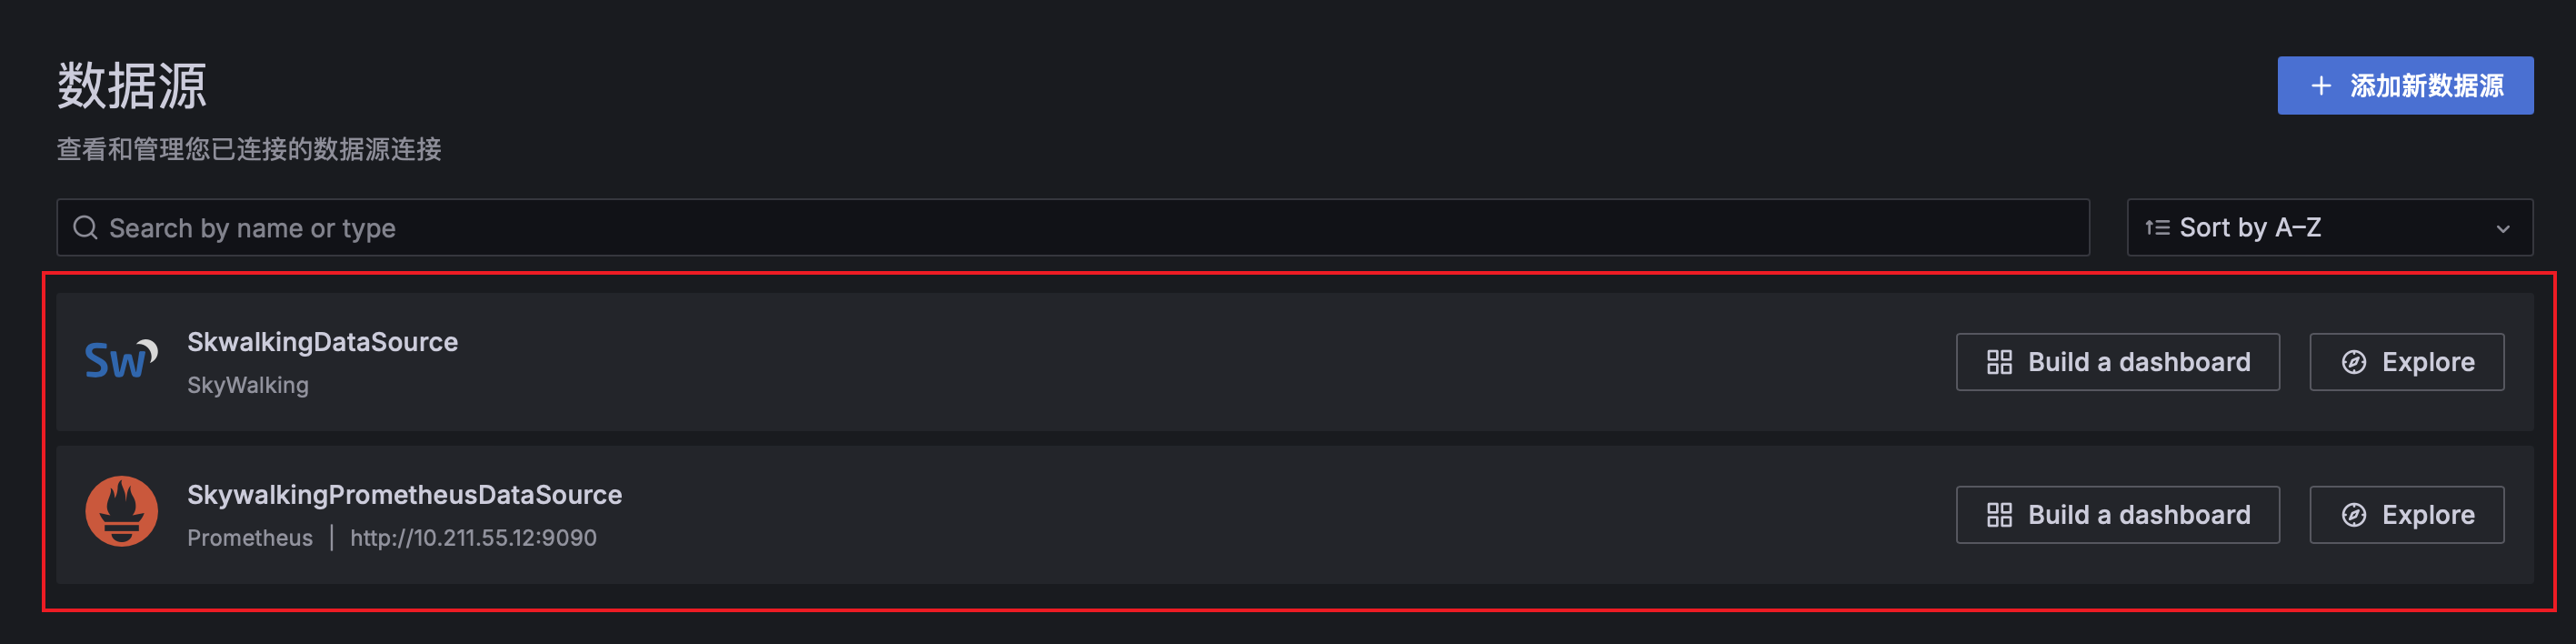 数据源
+ 添加新数据源
查看和管理您已连接的数据源连接
Search by name or type
Sort by A–Z
Sw
SkwalkingDataSource
SkyWalking
Build a dashboard
Explore
SkywalkingPrometheusDataSource
Prometheus | http://10.211.55.12:9090
Build a dashboard
Explore